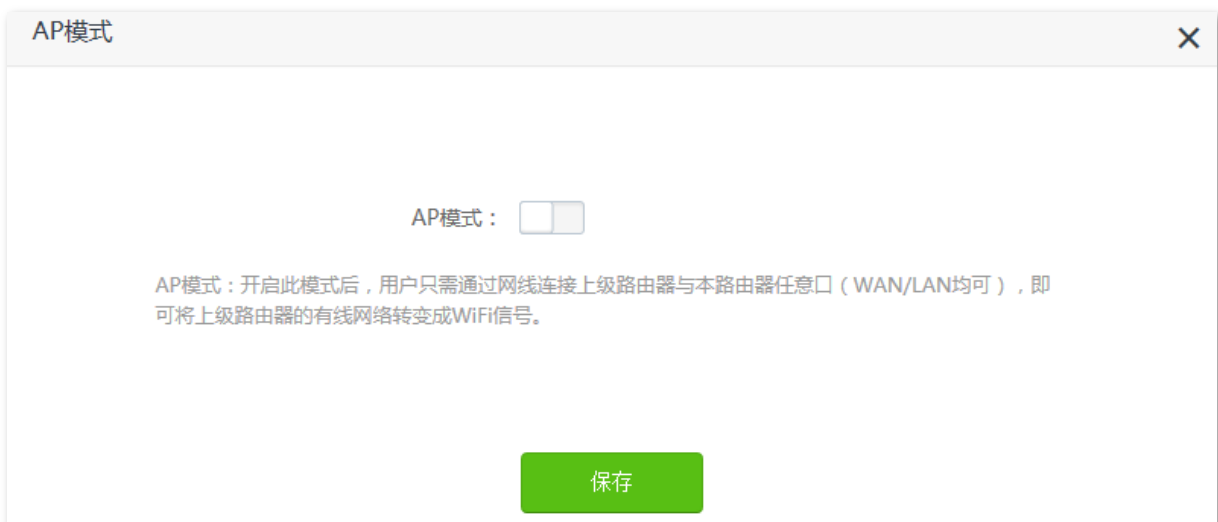 AP模式
AP模式：
AP模式：开启此模式后，用户只需通过网线连接上级路由器与本路由器任意口（WAN/LAN均可），即
可将上级路由器的有线网络转变成WiFi信号。
保存